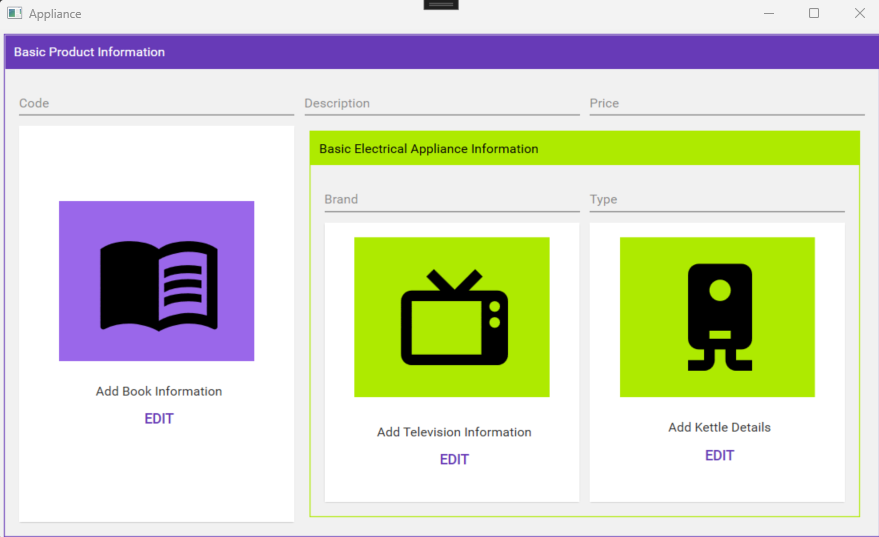 Appliance
Basic Product Information
Code
Description
Price
Basic Electrical Appliance Information
Brand
Type
Add Book Information
EDIT
Add Television Information
EDIT
Add Kettle Details
EDIT